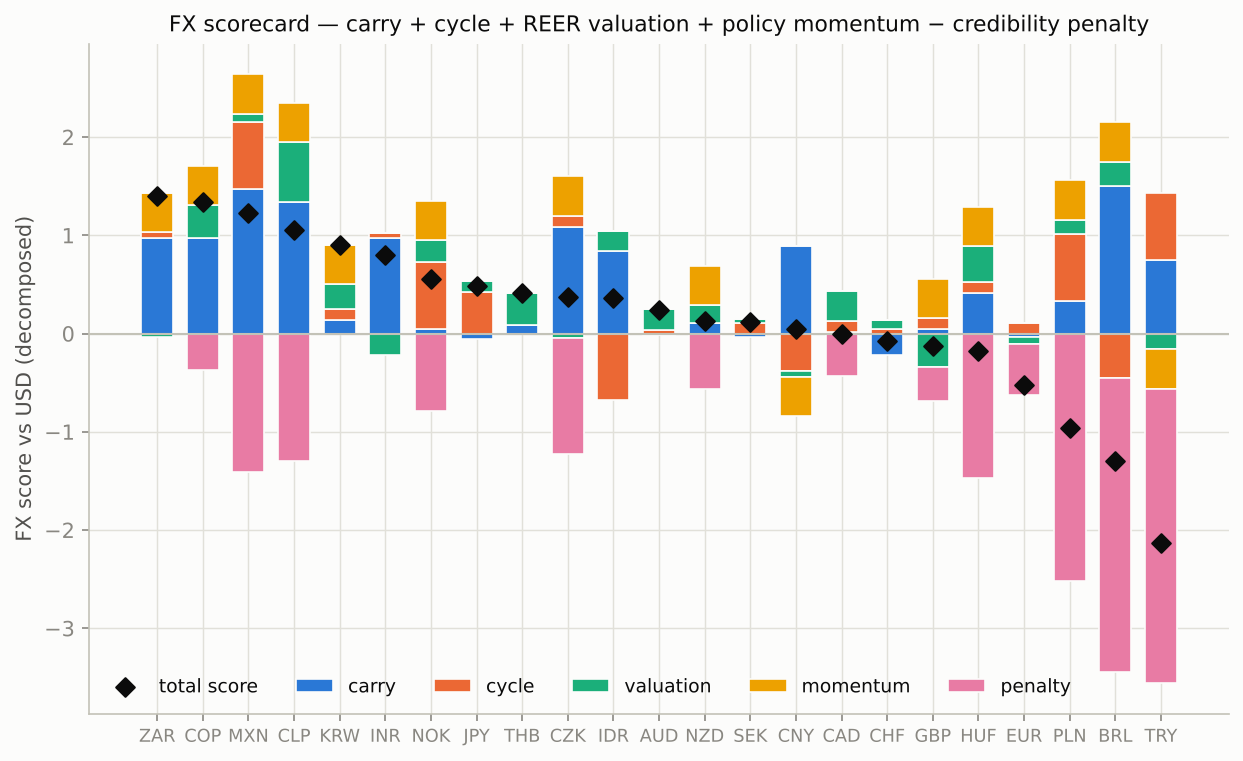 FX scorecard — carry + cycle + REER valuation + policy momentum − credibility penalty
FX score vs USD (decomposed)
2
1
0
−1
−2
−3
total score
carry
cycle
valuation
momentum
penalty
ZAR COP MXN CLP KRW INR NOK JPY THB CZK IDR AUD NZD SEK CNY CAD CHF GBP HUF EUR PLN BRL TRY